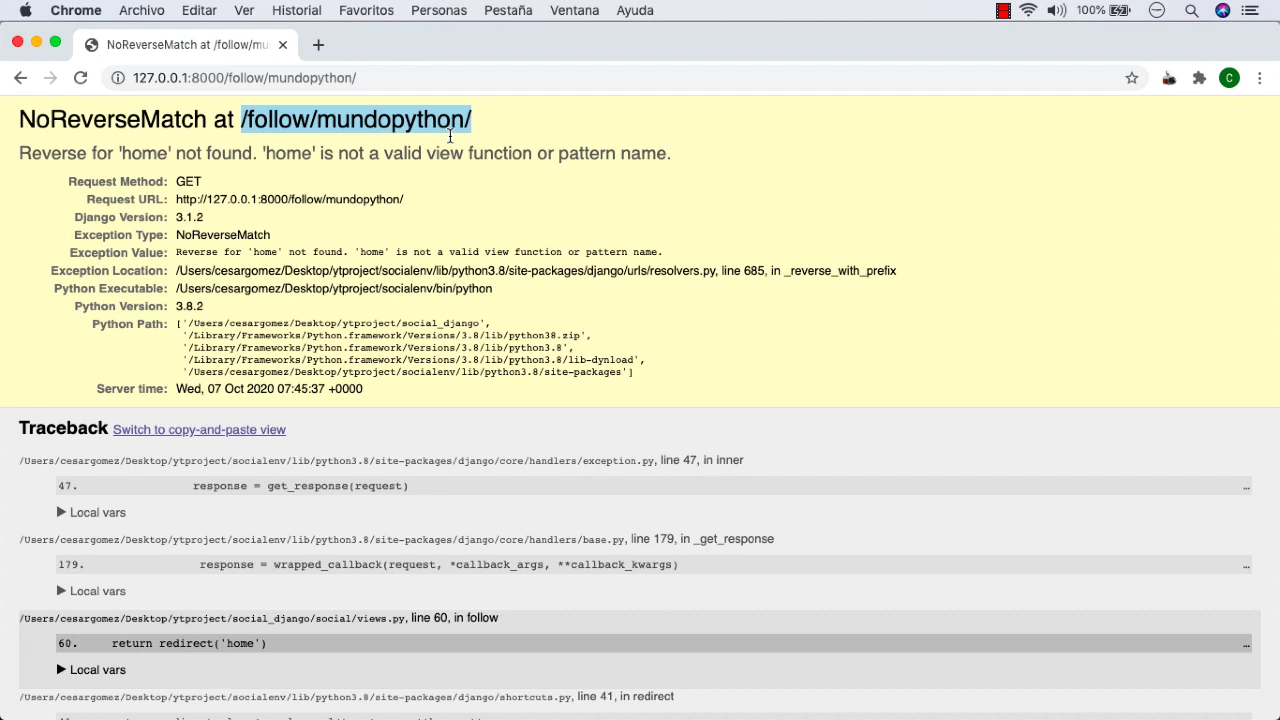 Chrome Archivo Editar Ver Historial Favoritos Personas Pestaña Ventana Ayuda 100%
NoReverseMatch at /follow/mu
127.0.0.1:8000/follow/mundopython/ C
NoReverseMatch at /follow/mundopython/
Reverse for 'home' not found. 'home' is not a valid view function or pattern name.
Request Method: GET
Request URL: http://127.0.0.1:8000/follow/mundopython/
Django Version: 3.1.2
Exception Type: NoReverseMatch
Exception Value: Reverse for 'home' not found. 'home' is not a valid view function or pattern name.
Exception Location: /Users/cesargomez/Desktop/ytproject/socialenv/lib/python3.8/site-packages/django/urls/resolvers.py, line 685, in _reverse_with_prefix
Python Executable: /Users/cesargomez/Desktop/ytproject/socialenv/bin/python
Python Version: 3.8.2
Python Path: ['/Users/cesargomez/Desktop/ytproject/social_django',
'/Library/Frameworks/Python.framework/Versions/3.8/lib/python38.zip',
'/Library/Frameworks/Python.framework/Versions/3.8/lib/python3.8',
'/Library/Frameworks/Python.framework/Versions/3.8/lib/python3.8/lib-dynload',
'/Users/cesargomez/Desktop/ytproject/socialenv/lib/python3.8/site-packages']
Server time: Wed, 07 Oct 2020 07:45:37 +0000
Traceback Switch to copy-and-paste view
/Users/cesargomez/Desktop/ytproject/socialenv/lib/python3.8/site-packages/django/core/handlers/exception.py, line 47, in inner
47. response = get_response(request) …
Local vars
/Users/cesargomez/Desktop/ytproject/socialenv/lib/python3.8/site-packages/django/core/handlers/base.py, line 179, in _get_response
179. response = wrapped_callback(request, *callback_args, **callback_kwargs) …
Local vars
/Users/cesargomez/Desktop/ytproject/social_django/social/views.py, line 60, in follow
60. return redirect('home') …
Local vars
/Users/cesargomez/Desktop/ytproject/socialenv/lib/python3.8/site-packages/django/shortcuts.py, line 41, in redirect